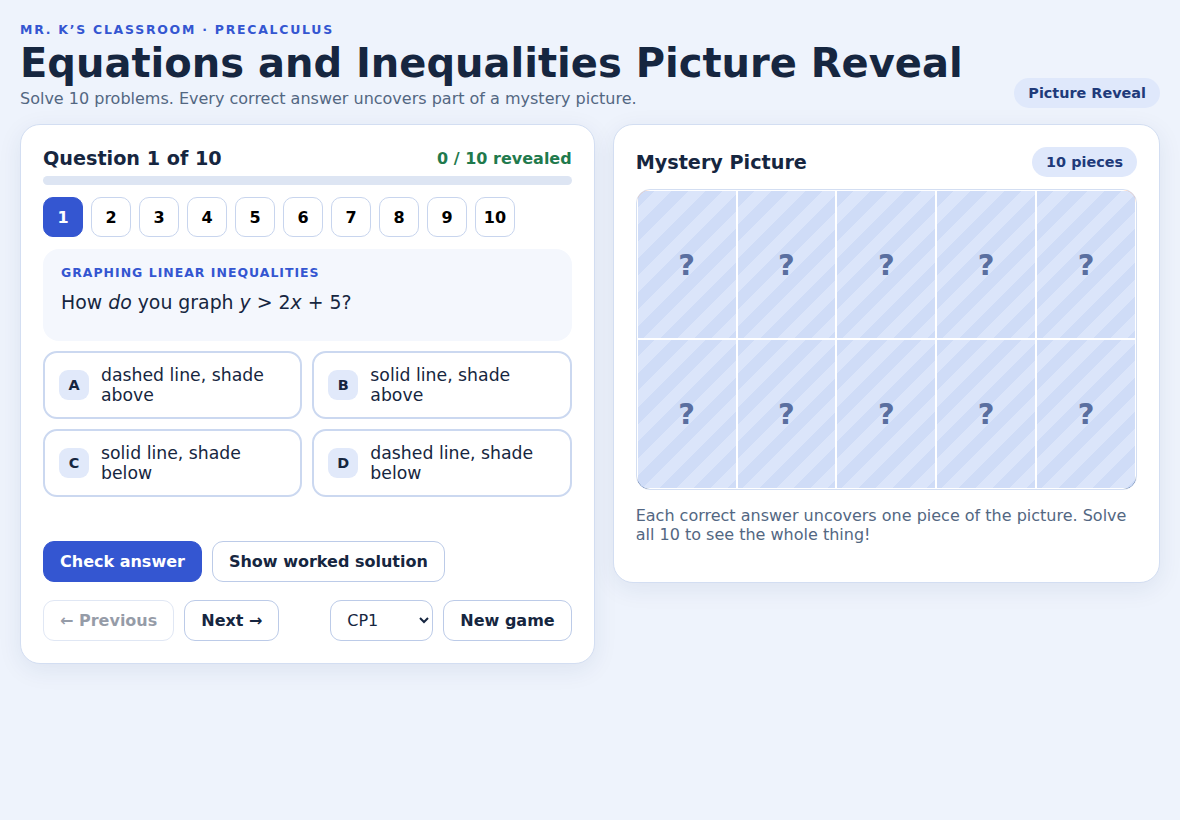 MR. K’S CLASSROOM · PRECALCULUS
Equations and Inequalities Picture Reveal
Solve 10 problems. Every correct answer uncovers part of a mystery picture.
Picture Reveal
Question 1 of 10
0 / 10 revealed
1 2 3 4 5 6 7 8 9 10
GRAPHING LINEAR INEQUALITIES
How do you graph y > 2x + 5?
A dashed line, shade
above
B solid line, shade
above
C solid line, shade
below
D dashed line, shade
below
Check answer
Show worked solution
← Previous
Next →
CP1
New game
Mystery Picture
10 pieces
? ? ? ? ?
? ? ? ? ?
Each correct answer uncovers one piece of the picture. Solve
all 10 to see the whole thing!